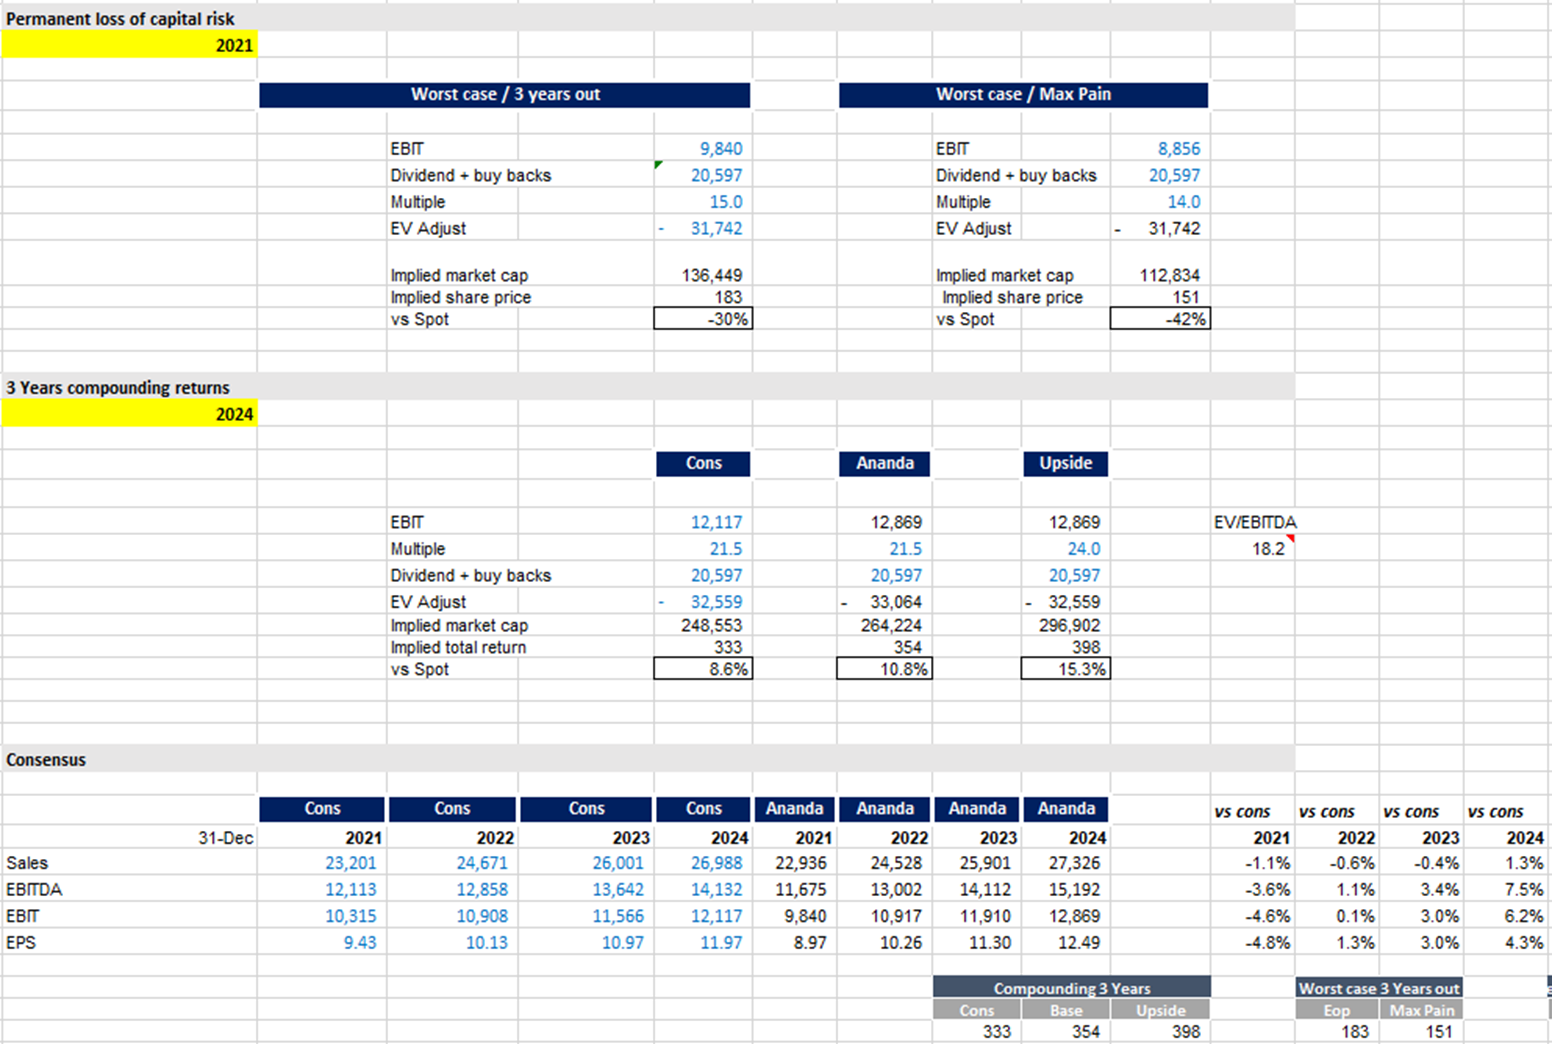 Permanent loss of capital risk
2021
Worst case / 3 years out Worst case / Max Pain
EBIT 9,840 EBIT 8,856
Dividend + buy backs 20,597 Dividend + buy backs 20,597
Multiple 15.0 Multiple 14.0
EV Adjust - 31,742 EV Adjust - 31,742
Implied market cap 136,449 Implied market cap 112,834
Implied share price 183 Implied share price 151
vs Spot -30% vs Spot -42%
3 Years compounding returns
2024
Cons Ananda Upside
EBIT 12,117 12,869 12,869 EV/EBITDA
Multiple 21.5 21.5 24.0 18.2
Dividend + buy backs 20,597 20,597 20,597
EV Adjust - 32,559 - 33,064 - 32,559
Implied market cap 248,553 264,224 296,902
Implied total return 333 354 398
vs Spot 8.6% 10.8% 15.3%
Consensus
Cons Cons Cons Cons Ananda Ananda Ananda Ananda vs cons vs cons vs cons vs cons
31-Dec 2021 2022 2023 2024 2021 2022 2023 2024 2021 2022 2023 2024
Sales 23,201 24,671 26,001 26,988 22,936 24,528 25,901 27,326 -1.1% -0.6% -0.4% 1.3%
EBITDA 12,113 12,858 13,642 14,132 11,675 13,002 14,112 15,192 -3.6% 1.1% 3.4% 7.5%
EBIT 10,315 10,908 11,566 12,117 9,840 10,917 11,910 12,869 -4.6% 0.1% 3.0% 6.2%
EPS 9.43 10.13 10.97 11.97 8.97 10.26 11.30 12.49 -4.8% 1.3% 3.0% 4.3%
Compounding 3 Years Worst case 3 Years out
Cons Base Upside Eop Max Pain
333 354 398 183 151